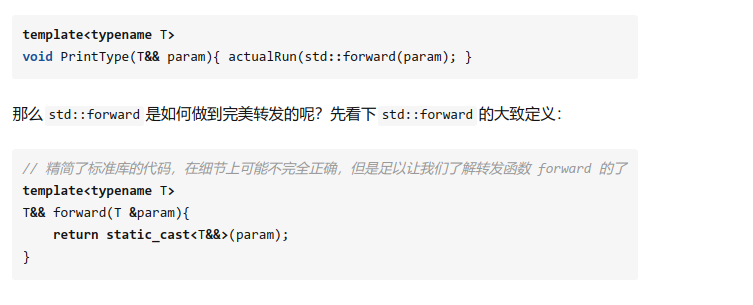 template<typename T>
void PrintType(T&& param){ actualRun(std::forward(param); }
那么 std::forward 是如何做到完美转发的呢？先看下 std::forward 的大致定义：
// 精简了标准库的代码，在细节上可能不完全正确，但是足以让我们了解转发函数 forward 的了
template<typename T>
T&& forward(T &param){
    return static_cast<T&&>(param);
}